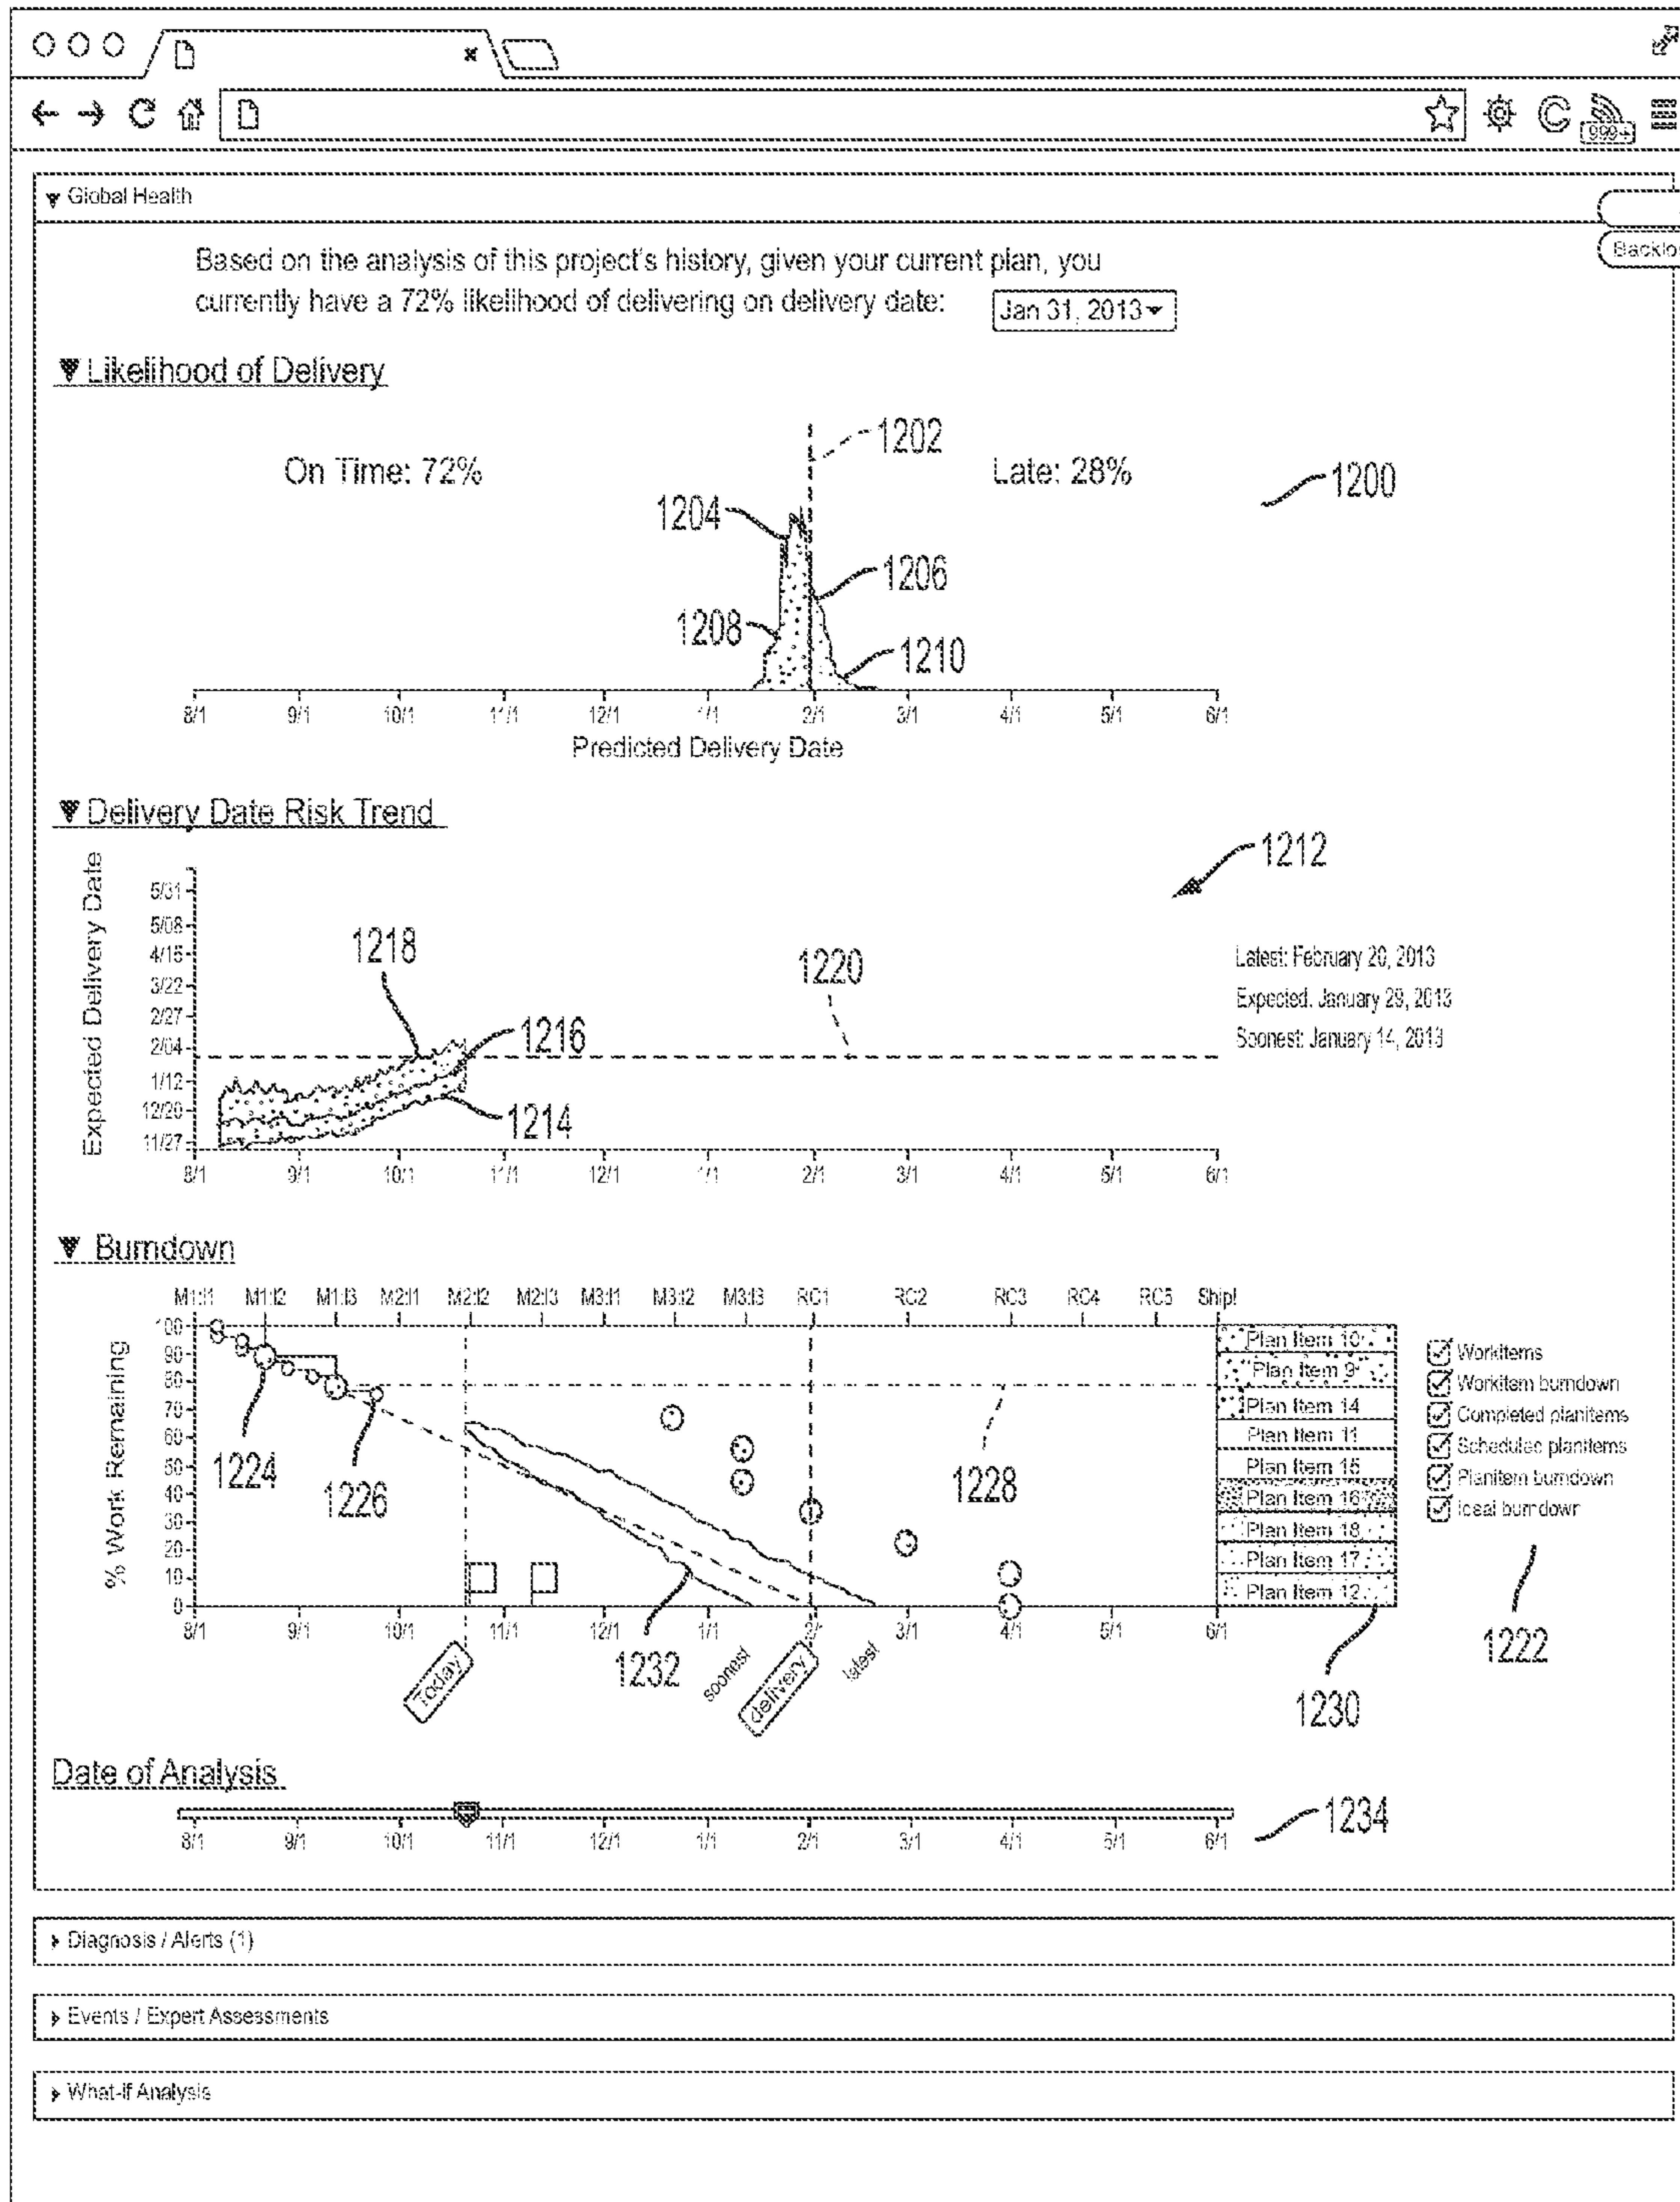 999+
Global Health
Backlo
Based on the analysis of this project's history, given your current plan, you
currently have a 72% likelihood of delivering on delivery date: Jan 31, 2013
Likelihood of Delivery
1202
On Time: 72% Late: 28%
1200
1204
1206
1208
1210
8/1 9/1 10/1 11/1 12/1 1/1 2/1 3/1 4/1 5/1 6/1
Predicted Delivery Date
Delivery Date Risk Trend
1212
Expected Delivery Date
5/31
5/08
4/15
3/22
2/27
2/04
1/12
12/20
11/27
1218
1220
1216
1214
Latest: February 20, 2013
Expected: January 29, 2013
Soonest: January 14, 2013
8/1 9/1 10/1 11/1 12/1 1/1 2/1 3/1 4/1 5/1 6/1
Burndown
M1:I1 M1:I2 M1:I3 M2:I1 M2:I2 M2:I3 M3:I1 M3:I2 M3:I3 RC1 RC2 RC3 RC4 RC5 Ship!
% Work Remaining
100
90
80
70
60
50
40
30
20
10
0
1224
1226
1228
Plan Item 10
Plan Item 9
Plan Item 14
Plan Item 11
Plan Item 15
Plan Item 16
Plan Item 18
Plan Item 17
Plan Item 12
Workitems
Workitem burndown
Completed planitems
Scheduled planitems
Planitem burndown
Ideal burndown
8/1 9/1 10/1 11/1 12/1 1/1 2/1 3/1 4/1 5/1 6/1
1232
1222
Today
soonest
delivery
latest
1230
Date of Analysis
1234
8/1 9/1 10/1 11/1 12/1 1/1 2/1 3/1 4/1 5/1 6/1
Diagnosis / Alerts (1)
Events / Expert Assessments
What-if Analysis